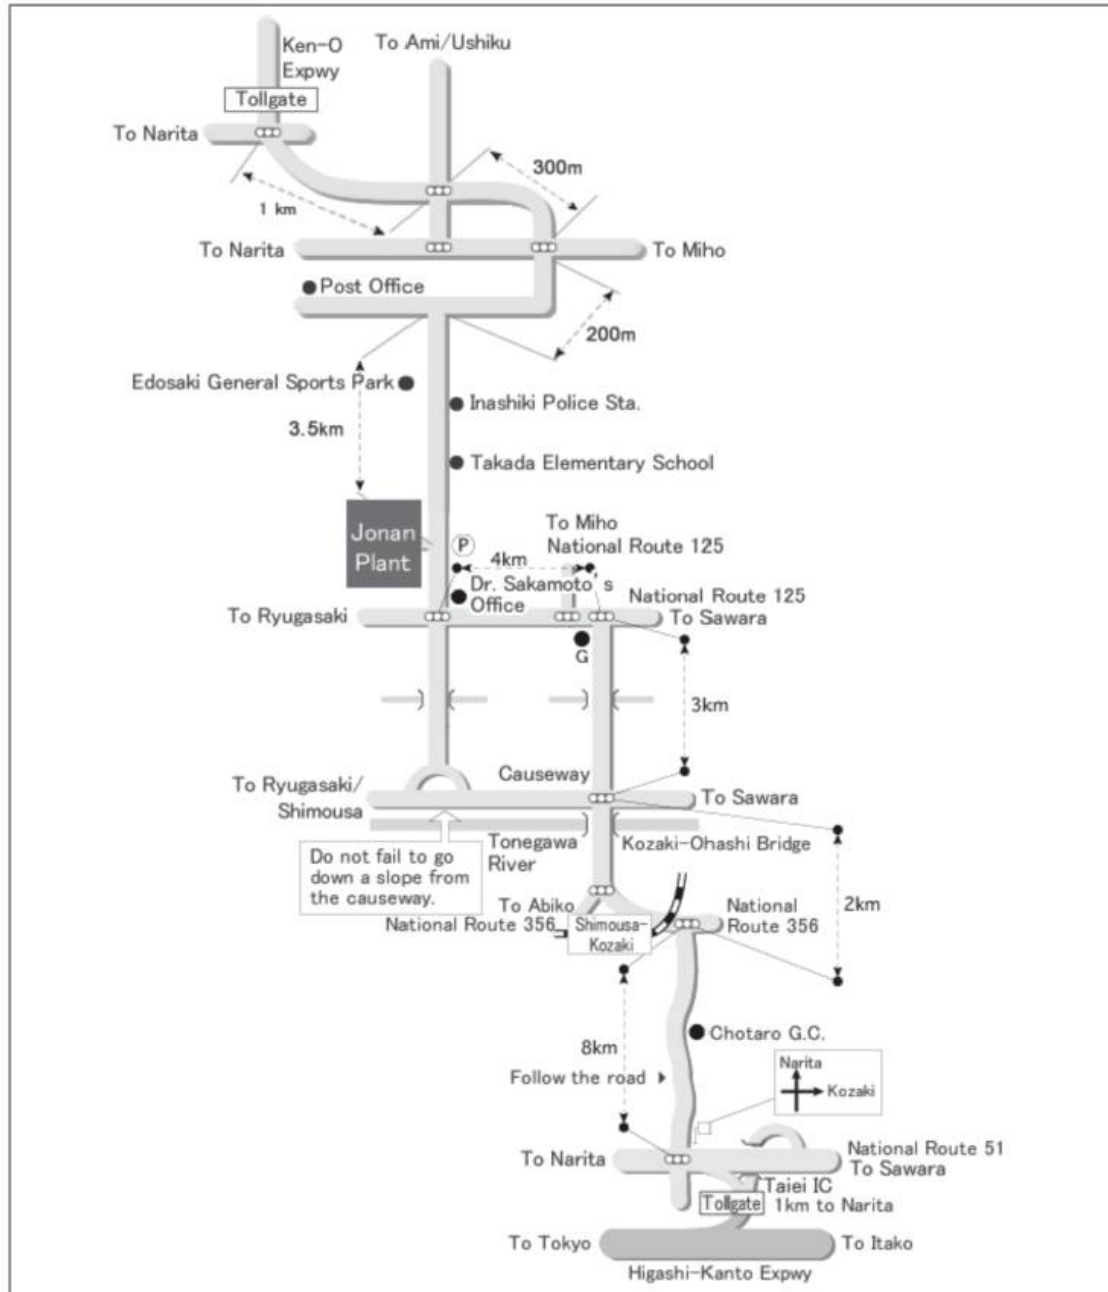 Ken-O
Expwy
To Ami/Ushiku
Tollgate
To Narita
300m
1 km
To Narita
To Miho
Post Office
200m
Edosaki General Sports Park
Inashiki Police Sta.
3.5km
Takada Elementary School
Jonan
Plant
To Miho
National Route 125
P
4km
Dr. Sakamoto's
Office
National Route 125
To Ryugasaki
To Sawara
G
3km
Causeway
To Ryugasaki/
Shimousa
To Sawara
Do not fail to go
down a slope from
the causeway.
Tonegawa
River
Kozaki-Ohashi Bridge
To Abiko
National Route 356
Shimousa-
Kozaki
National
Route 356
2km
Chotaro G.C.
8km
Follow the road
Narita
Kozaki
To Narita
National Route 51
To Sawara
Taiei IC
Tollgate
1km to Narita
To Tokyo
To Itako
Higashi-Kanto Expwy